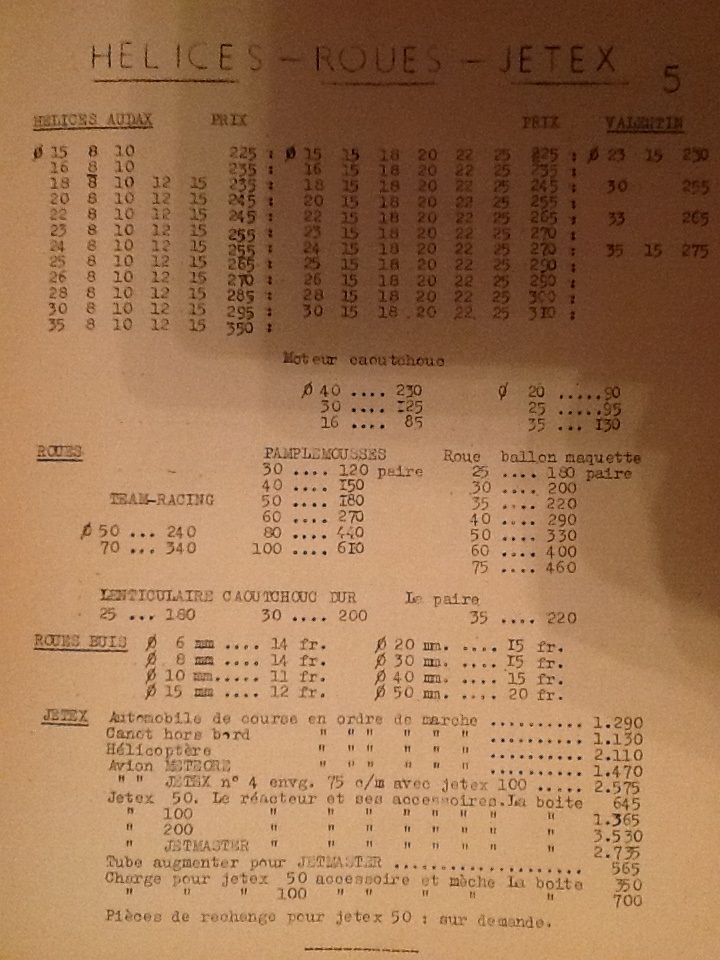 HELICES - ROUES - JETEX
5
HELICES AUDAX PRIX PRIX VALENTIN
Ø 15 8 10 225 : Ø 15 15 18 20 22 25 225 : Ø 23 15 230
16 8 10 235 : 16 15 18 20 22 25 235 :
18 8 10 12 15 235 : 18 15 18 20 22 25 245 : 30 255
20 8 10 12 15 245 : 20 15 18 20 22 25 255 :
22 8 10 12 15 245 : 22 15 18 20 22 25 265 : 33 265
23 8 10 12 15 255 : 23 15 18 20 22 25 270 :
24 8 10 12 15 255 : 24 15 18 20 22 25 270 : 35 15 275
25 8 10 12 15 265 : 25 15 18 20 22 25 290 :
26 8 10 12 15 270 : 26 15 18 20 22 25 290 :
28 8 10 12 15 285 : 28 15 18 20 22 25 300 :
30 8 10 12 15 295 : 30 15 18 20 22 25 310 :
35 8 10 12 15 350 :
Moteur caoutchouc
Ø 40 .... 230 Ø 20 .....90
30 .... 125 25 .....95
16 .... 85 35 ... 130
ROUES PAMPLEMOUSSES Roue ballon maquette
30 .... 120 paire 25 .... 180 paire
40 .... 150 30 .... 200
TEAM-RACING 50 .... 180 35 .... 220
60 .... 270 40 .... 290
Ø 50 ... 240 80 .... 440 50 .... 330
70 ... 340 100 .... 610 60 .... 400
75 .... 460
LENTICULAIRE CAOUTCHOUC DUR La paire
25 ... 180 30 .... 200 35 .... 220
ROUES BUIS Ø 6 mm .... 14 fr. Ø 20 mm. .... 15 fr.
Ø 8 mm .... 14 fr. Ø 30 mm. .... 15 fr.
Ø 10 mm..... 11 fr. Ø 40 mm. .... 15 fr.
Ø 15 mm .... 12 fr. Ø 50 mm. .... 20 fr.
JETEX Automobile de course en ordre de marche .......... 1.290
Canot hors bord " " " " " " .......... 1.130
Hélicoptère " " " " " " .......... 2.110
Avion METEORE " " " " " " .......... 1.470
" " JETEX n° 4 envg. 75 c/m avec jetex 100 ..... 2.575
Jetex 50. Le réacteur et ses accessoires.La boite 645
" 100 " " " " " " " 1.365
" 200 " " " " " " " 3.530
" JETMASTER " " " " " " " 2.735
Tube augmenter pour JETMASTER ................... 565
Charge pour jetex 50 accessoire et mèche La boite 350
" " " 100 " " " " " 700
Pièces de rechange pour jetex 50 : sur demande.